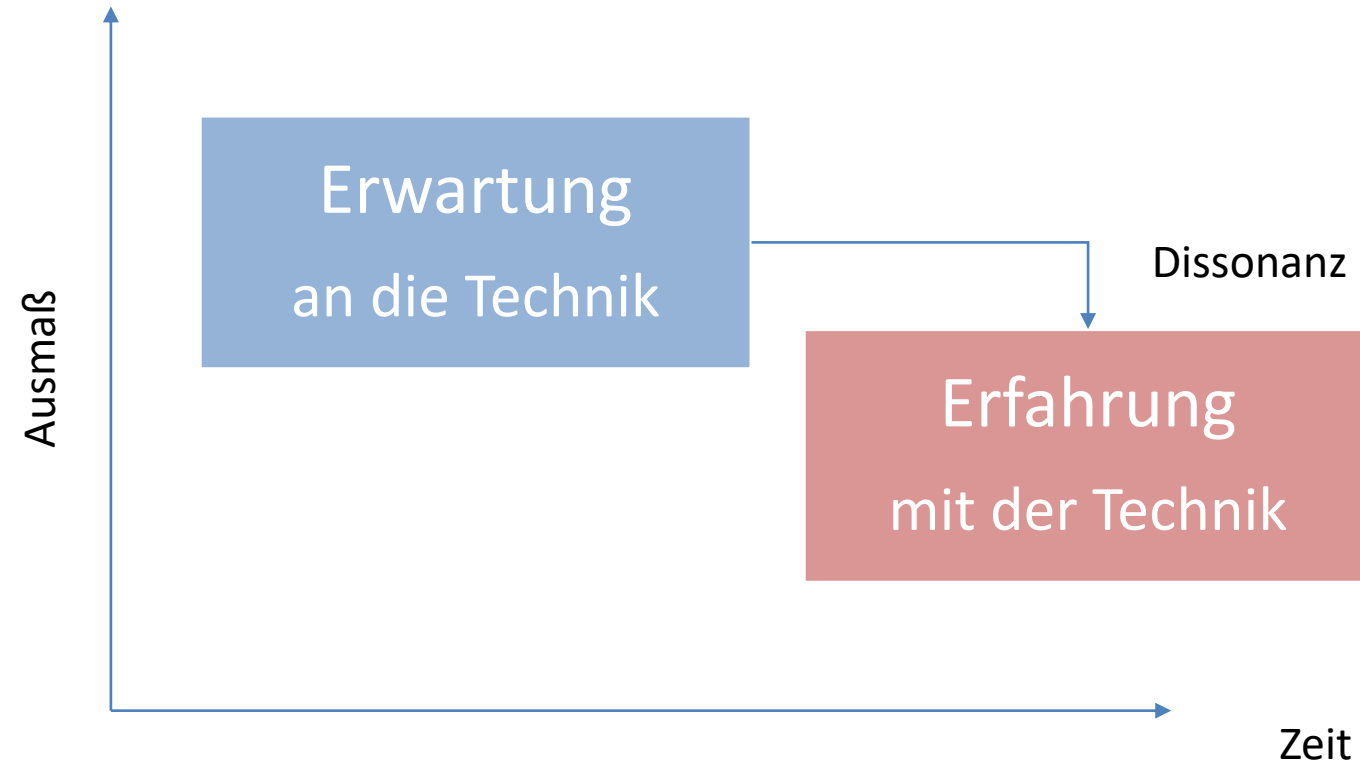 Erwartung
an die Technik
Dissonanz
Ausmaß
Erfahrung
mit der Technik
Zeit